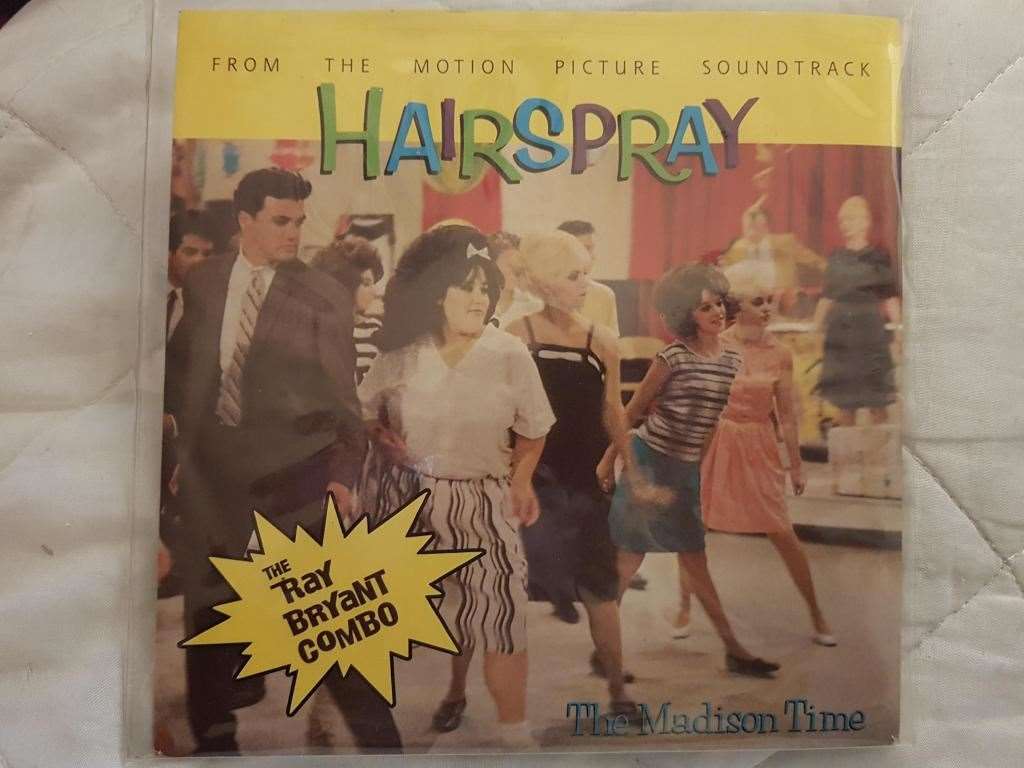 FROM THE MOTION PICTURE SOUNDTRACK
HAIRSPRAY
THE
RaY
BRYaNT
COMBO
The Madison Time